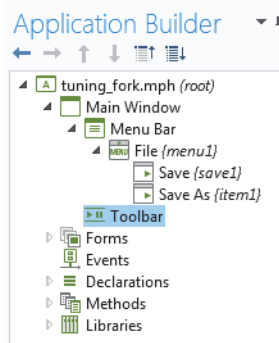 Application Builder
tuning_fork.mph (root)
Main Window
Menu Bar
MENU File {menu1}
Save {save1}
Save As {item1}
Toolbar
Forms
Events
Declarations
Methods
Libraries